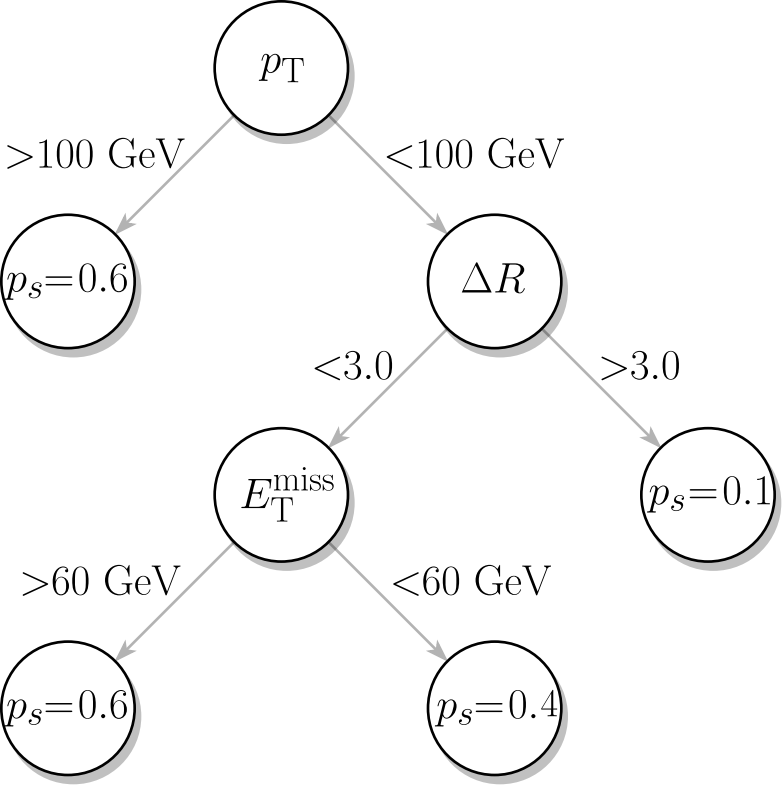 p_T
>100 GeV
<100 GeV
p_s=0.6
ΔR
<3.0
>3.0
E_T^miss
p_s=0.1
>60 GeV
<60 GeV
p_s=0.6
p_s=0.4